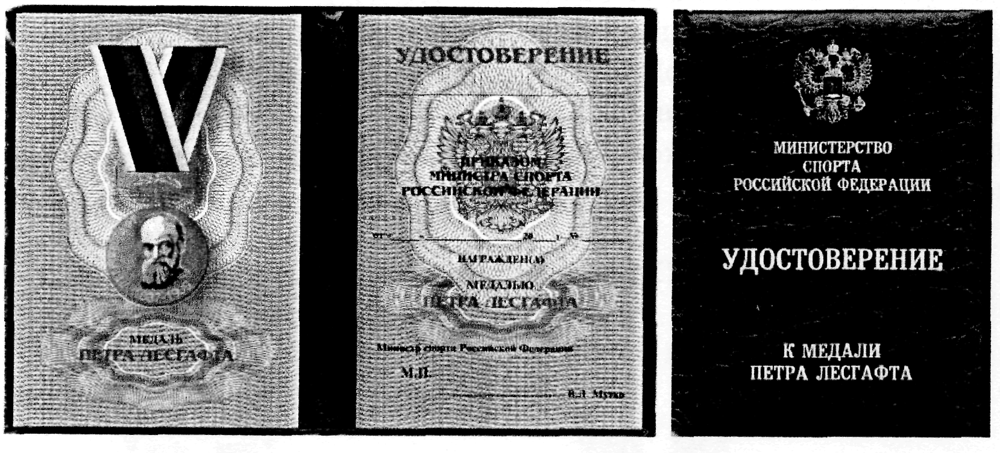 МЕДАЛЬ
ПЕТРА ЛЕСГАФТА
УДОСТОВЕРЕНИЕ
ПРИКАЗОМ
МИНИСТРА СПОРТА
РОССИЙСКОЙ ФЕДЕРАЦИИ
от « » 20 г. №
НАГРАЖДЕН(А)
МЕДАЛЬЮ
ПЕТРА ЛЕСГАФТА
Министр спорта Российской Федерации
М.П.
В.Л. Мутко
МИНИСТЕРСТВО
СПОРТА
РОССИЙСКОЙ ФЕДЕРАЦИИ
УДОСТОВЕРЕНИЕ
К МЕДАЛИ
ПЕТРА ЛЕСГАФТА